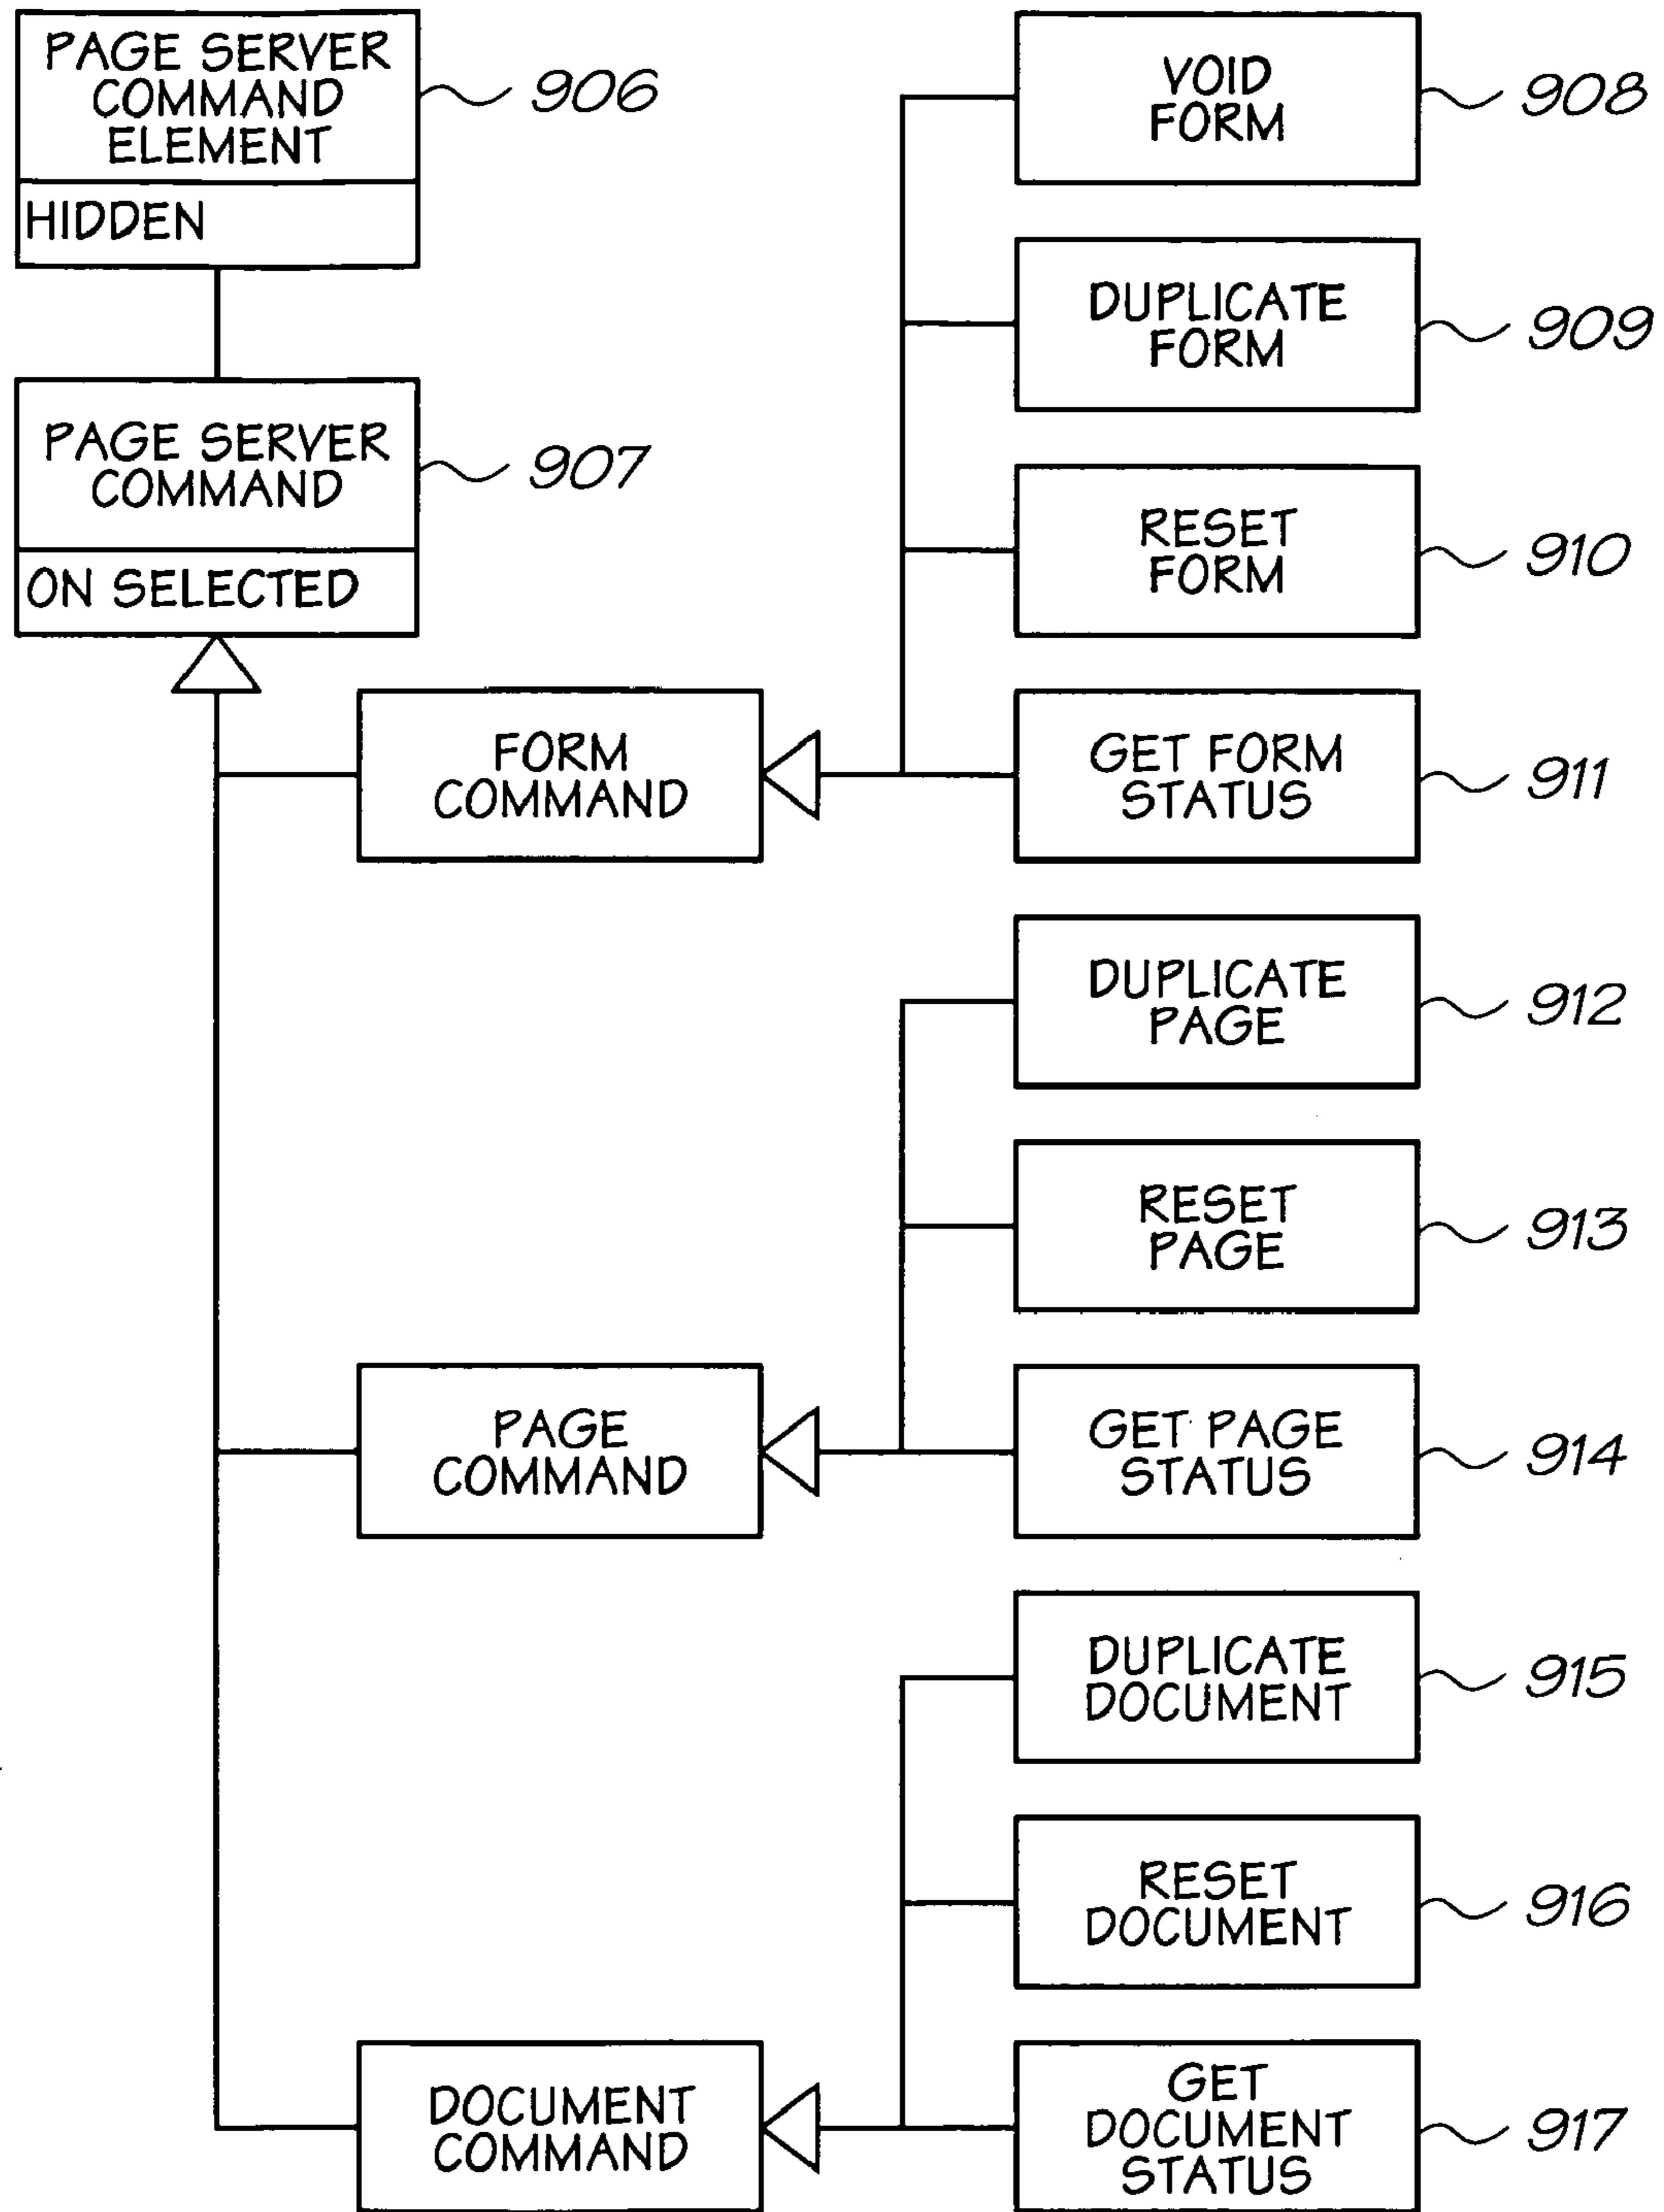 PAGE SERVER
COMMAND
ELEMENT
906
HIDDEN
PAGE SERVER
COMMAND
907
ON SELECTED
FORM
COMMAND
VOID
FORM
908
DUPLICATE
FORM
909
RESET
FORM
910
GET FORM
STATUS
911
PAGE
COMMAND
DUPLICATE
PAGE
912
RESET
PAGE
913
GET PAGE
STATUS
914
DOCUMENT
COMMAND
DUPLICATE
DOCUMENT
915
RESET
DOCUMENT
916
GET
DOCUMENT
STATUS
917